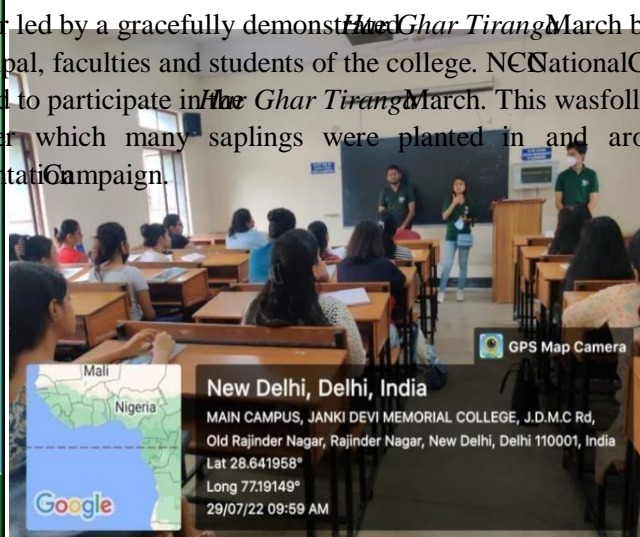 led by a gracefully demonstrated Har Ghar Tiranga March
faculties and students of the college. NCC National
to participate in the Har Ghar Tiranga March. This was
which many saplings were planted in and
Campaign.
GPS Map Camera
Mali
Nigeria
Google
New Delhi, Delhi, India
MAIN CAMPUS, JANKI DEVI MEMORIAL COLLEGE, J.D.M.C Rd,
Old Rajinder Nagar, Rajinder Nagar, New Delhi, Delhi 110001, India
Lat 28.641958°
Long 77.19149°
29/07/22 09:59 AM